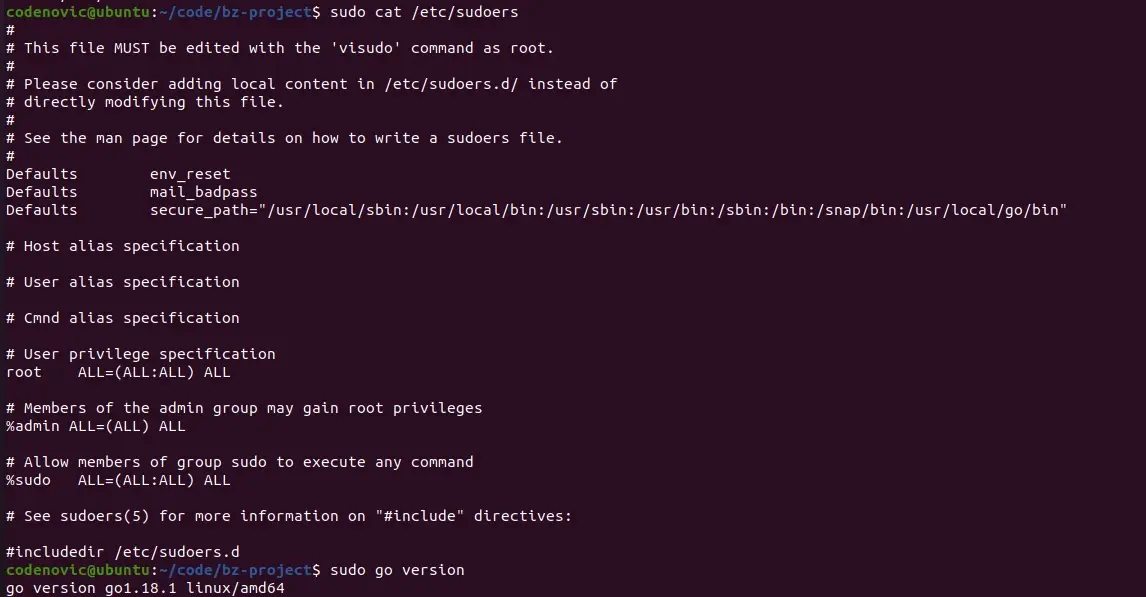 codenovic@ubuntu:~/code/bz-project$ sudo cat /etc/sudoers
#
# This file MUST be edited with the 'visudo' command as root.
#
# Please consider adding local content in /etc/sudoers.d/ instead of
# directly modifying this file.
#
# See the man page for details on how to write a sudoers file.
#
Defaults        env_reset
Defaults        mail_badpass
Defaults        secure_path="/usr/local/sbin:/usr/local/bin:/usr/sbin:/usr/bin:/sbin:/bin:/snap/bin:/usr/local/go/bin"

# Host alias specification

# User alias specification

# Cmnd alias specification

# User privilege specification
root    ALL=(ALL:ALL) ALL

# Members of the admin group may gain root privileges
%admin ALL=(ALL) ALL

# Allow members of group sudo to execute any command
%sudo   ALL=(ALL:ALL) ALL

# See sudoers(5) for more information on "#include" directives:

#includedir /etc/sudoers.d
codenovic@ubuntu:~/code/bz-project$ sudo go version
go version go1.18.1 linux/amd64